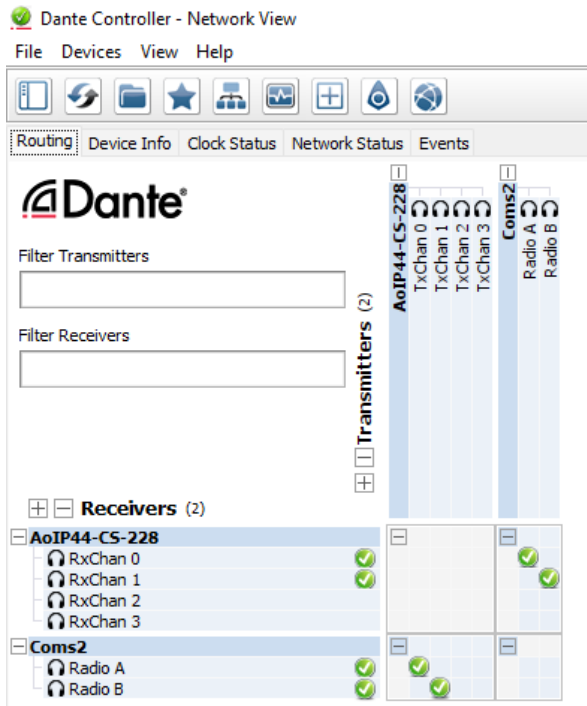 Dante Controller - Network View
File Devices View Help
Routing Device Info Clock Status Network Status Events
Dante®
Filter Transmitters
Filter Receivers
Transmitters (2)
AoIP44-CS-228
TxChan 0
TxChan 1
TxChan 2
TxChan 3
Coms2
Radio A
Radio B
Receivers (2)
AoIP44-CS-228
RxChan 0
RxChan 1
RxChan 2
RxChan 3
Coms2
Radio A
Radio B